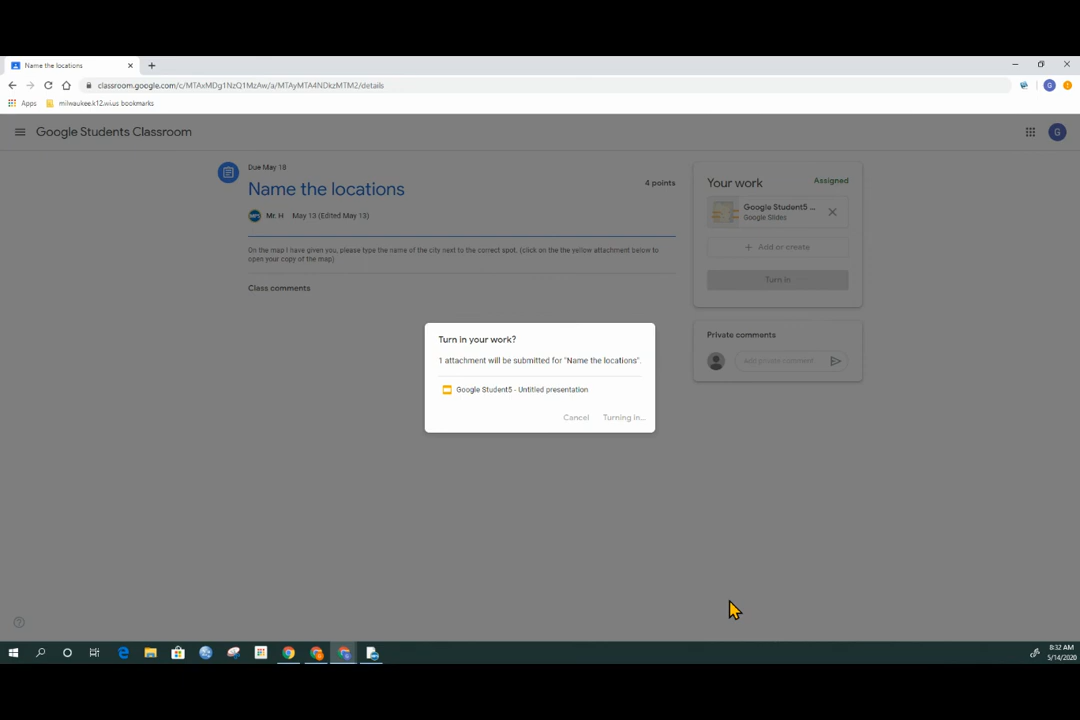 Name the locations
classroom.google.com/c/MTAxMDg1NzQ1MzAw/a/MTAyMTA4NDkzMTM2/details
Apps
milwaukee.k12.wi.us bookmarks
G
Google Students Classroom
G
Due May 18
Name the locations
4 points
Mr. H May 13 (Edited May 13)
On the map I have given you, please type the name of the city next to the correct spot. (click on the the yellow attachment below to
open your copy of the map)
Class comments
Your work
Assigned
Google Student5 ...
Google Slides
+ Add or create
Turn in
Private comments
Add private comment
Turn in your work?
1 attachment will be submitted for "Name the locations".
Google Student5 - Untitled presentation
Cancel Turning in...
8:32 AM
5/14/2020